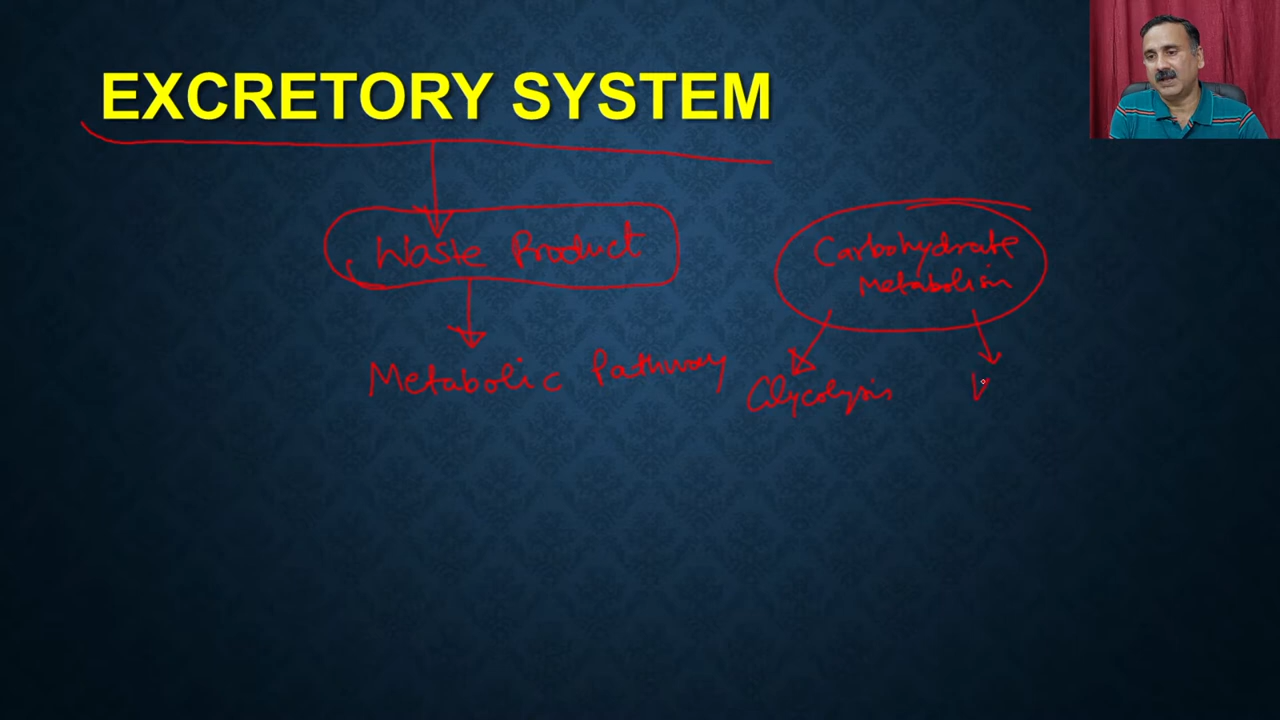 EXCRETORY SYSTEM
Waste Product
Carbohydrate
Metabolism
Metabolic Pathway
Glycolysis